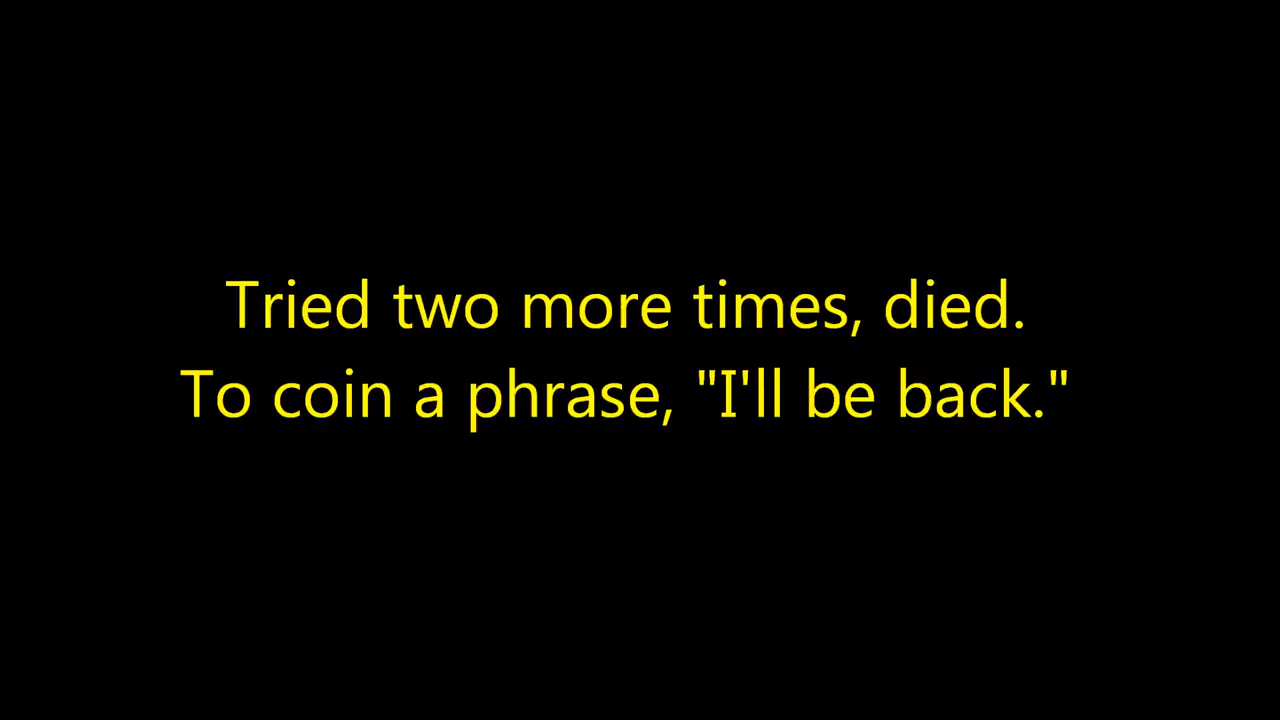 Tried two more times, died.
To coin a phrase, "I'll be back."